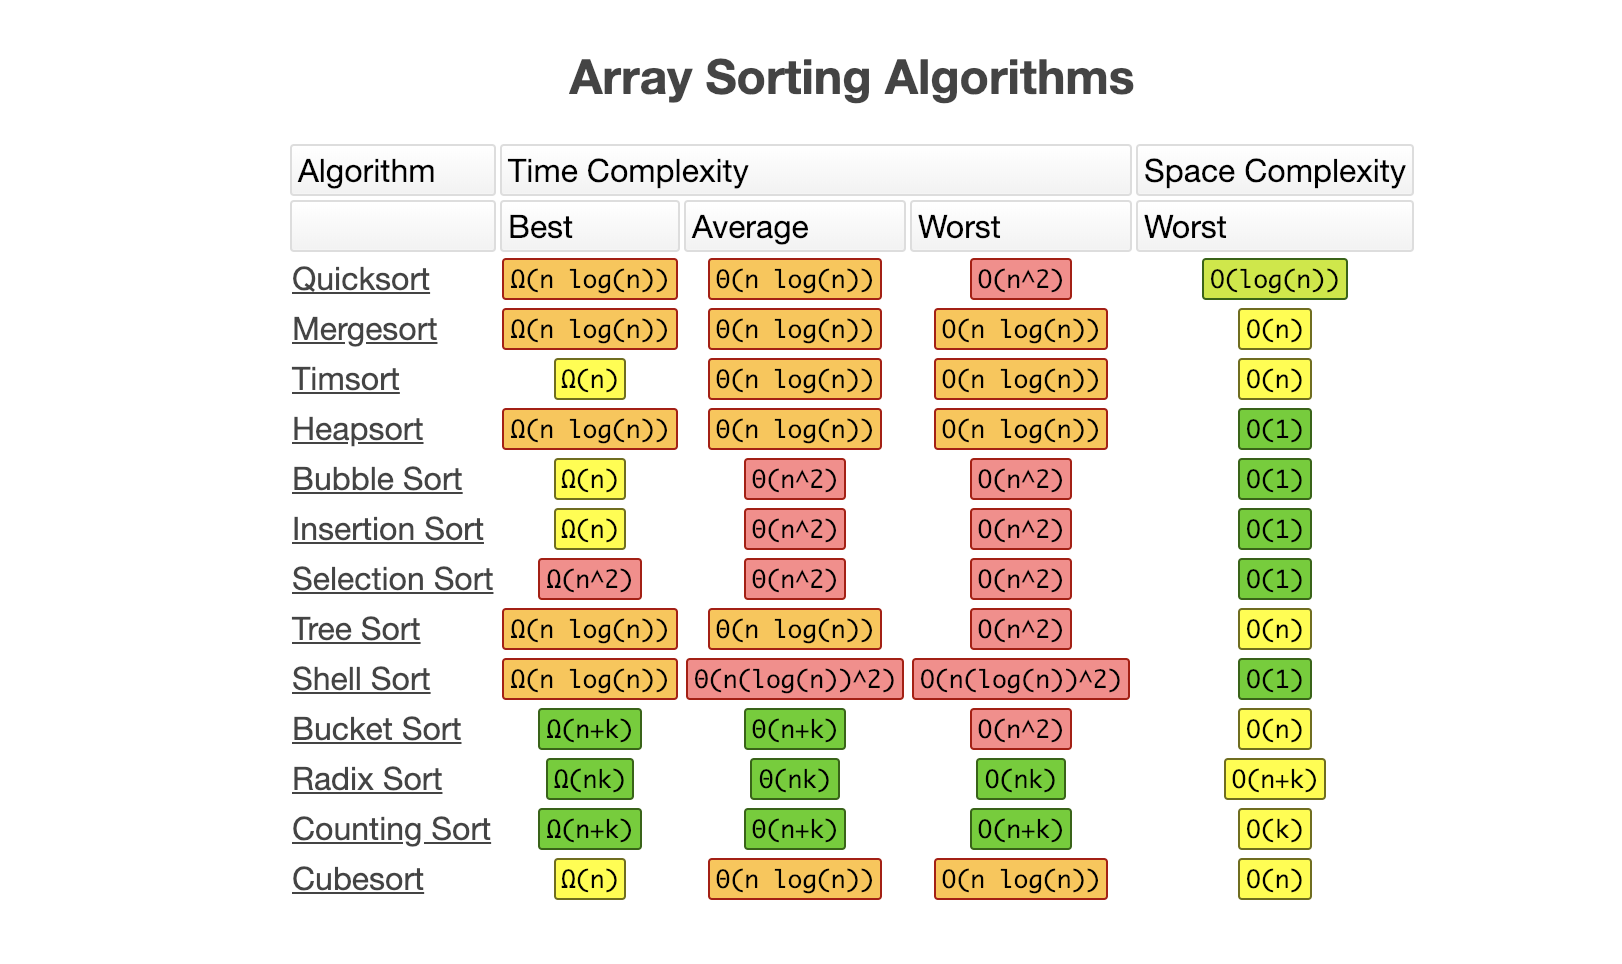 Array Sorting Algorithms
Algorithm Time Complexity Space Complexity
Best Average Worst Worst
Quicksort Ω(n log(n)) Θ(n log(n)) O(n^2) O(log(n))
Mergesort Ω(n log(n)) Θ(n log(n)) O(n log(n)) O(n)
Timsort Ω(n) Θ(n log(n)) O(n log(n)) O(n)
Heapsort Ω(n log(n)) Θ(n log(n)) O(n log(n)) O(1)
Bubble Sort Ω(n) Θ(n^2) O(n^2) O(1)
Insertion Sort Ω(n) Θ(n^2) O(n^2) O(1)
Selection Sort Ω(n^2) Θ(n^2) O(n^2) O(1)
Tree Sort Ω(n log(n)) Θ(n log(n)) O(n^2) O(n)
Shell Sort Ω(n log(n)) Θ(n(log(n))^2) O(n(log(n))^2) O(1)
Bucket Sort Ω(n+k) Θ(n+k) O(n^2) O(n)
Radix Sort Ω(nk) Θ(nk) O(nk) O(n+k)
Counting Sort Ω(n+k) Θ(n+k) O(n+k) O(k)
Cubesort Ω(n) Θ(n log(n)) O(n log(n)) O(n)